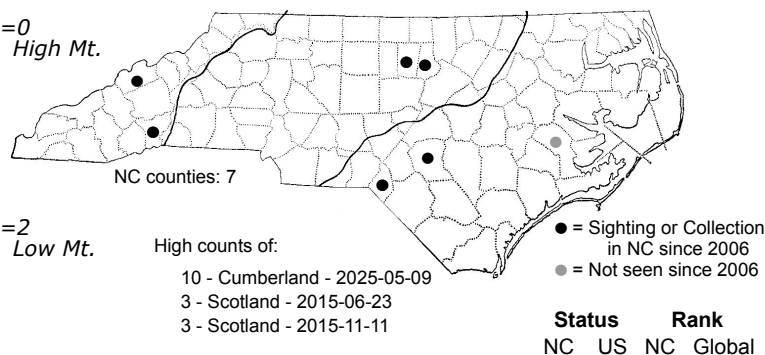 =0
High Mt.
NC counties: 7
=2
Low Mt.
High counts of:
10 - Cumberland - 2025-05-09
3 - Scotland - 2015-06-23
3 - Scotland - 2015-11-11
= Sighting or Collection
in NC since 2006
= Not seen since 2006
Status Rank
NC US NC Global